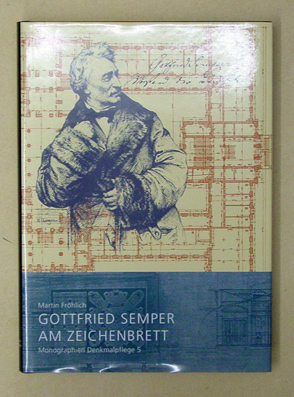 Martin Fröhlich
GOTTFRIED SEMPER
AM ZEICHENBRETT
Monographien Denkmalpflege 5